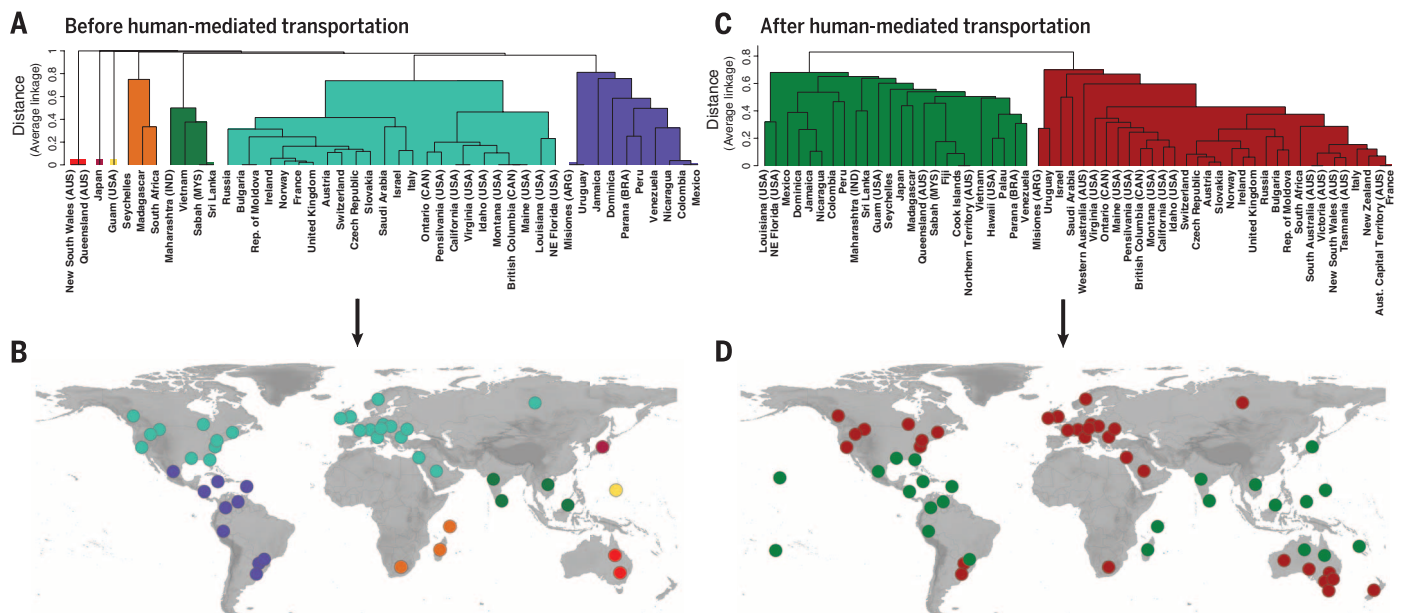 A Before human-mediated transportation
Distance
(Average linkage)
1
0.8
0.6
0.4
0.2
0
New South Wales (AUS)
Queensland (AUS)
Japan
Guam (USA)
Seychelles
Madagascar
South Africa
Maharashtra (IND)
Vietnam
Sabah (MYS)
Sri Lanka
Russia
Bulgaria
Rep. of Moldova
Ireland
Norway
France
United Kingdom
Austria
Switzerland
Czech Republic
Slovakia
Saudi Arabia
Israel
Italy
Ontario (CAN)
Pensilvania (USA)
California (USA)
Virginia (USA)
Idaho (USA)
Montana (USA)
British Columbia (CAN)
Maine (USA)
Louisiana (USA)
NE Florida (USA)
Misiones (ARG)
Uruguay
Jamaica
Dominica
Parana (BRA)
Peru
Venezuela
Nicaragua
Colombia
Mexico
B
C After human-mediated transportation
Distance
(Average linkage)
0.8
0.6
0.4
0.2
0
Louisiana (USA)
NE Florida (USA)
Mexico
Dominica
Jamaica
Nicaragua
Colombia
Peru
Maharashtra (IND)
Sri Lanka
Guam (USA)
Seychelles
Japan
Madagascar
Queensland (AUS)
Sabah (MYS)
Fiji
Cook Islands
Northern Territory (AUS)
Vietnam
Hawaii (USA)
Palau
Parana (BRA)
Venezuela
Misiones (ARG)
Uruguay
Israel
Saudi Arabia
Western Australia (AUS)
Virginia (USA)
Ontario (CAN)
Maine (USA)
Pensilvania (USA)
British Columbia (CAN)
Montana (USA)
California (USA)
Idaho (USA)
Switzerland
Czech Republic
Austria
Slovakia
Norway
Ireland
United Kingdom
Russia
Bulgaria
Rep. of Moldova
South Africa
South Australia (AUS)
Victoria (AUS)
New South Wales (AUS)
Tasmania (AUS)
Italy
New Zealand
Aust. Capital Territory (AUS)
France
D